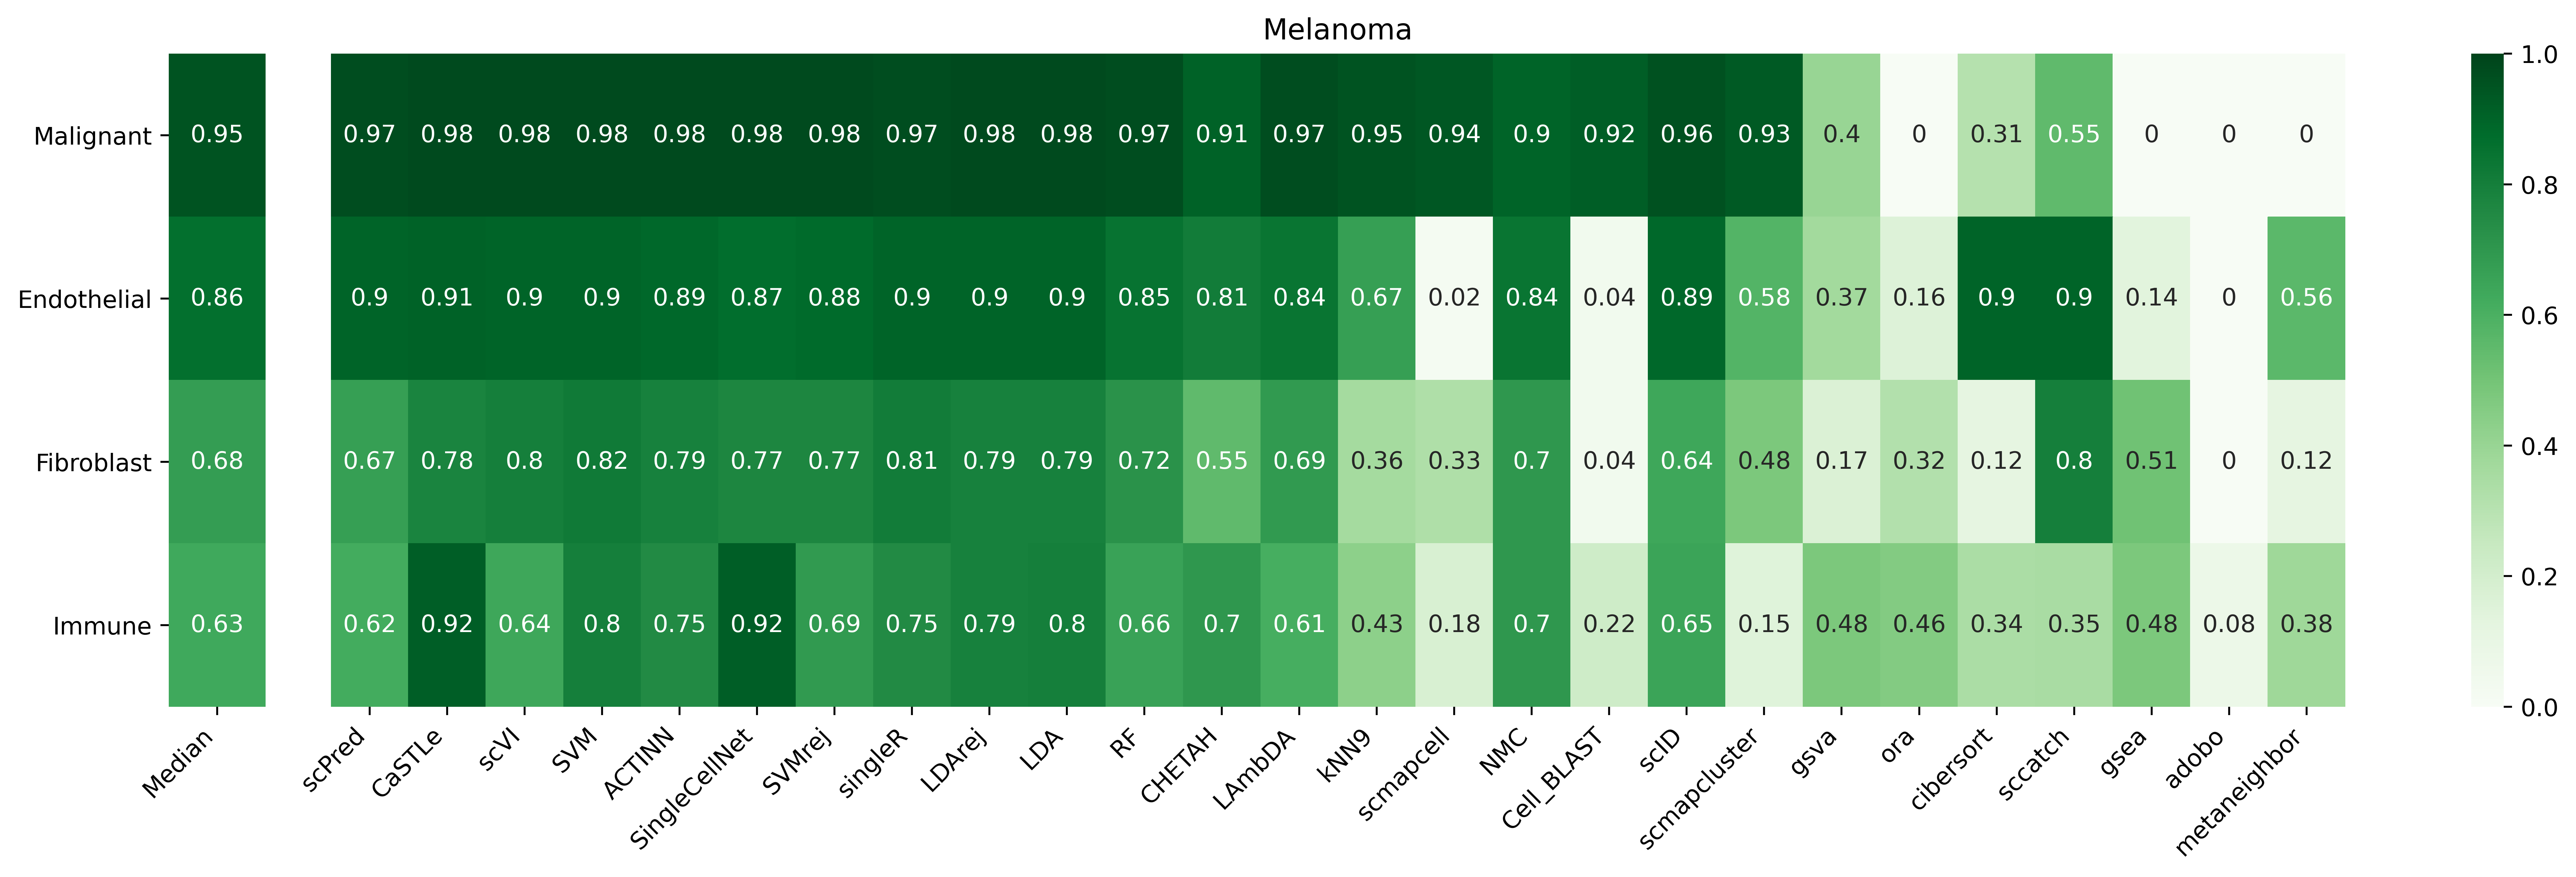 Melanoma
Malignant 0.95 0.97 0.98 0.98 0.98 0.98 0.98 0.98 0.97 0.98 0.98 0.97 0.91 0.97 0.95 0.94 0.9 0.92 0.96 0.93 0.4 0 0.31 0.55 0 0 0
Endothelial 0.86 0.9 0.91 0.9 0.9 0.89 0.87 0.88 0.9 0.9 0.9 0.85 0.81 0.84 0.67 0.02 0.84 0.04 0.89 0.58 0.37 0.16 0.9 0.9 0.14 0 0.56
Fibroblast 0.68 0.67 0.78 0.8 0.82 0.79 0.77 0.77 0.81 0.79 0.79 0.72 0.55 0.69 0.36 0.33 0.7 0.04 0.64 0.48 0.17 0.32 0.12 0.8 0.51 0 0.12
Immune 0.63 0.62 0.92 0.64 0.8 0.75 0.92 0.69 0.75 0.79 0.8 0.66 0.7 0.61 0.43 0.18 0.7 0.22 0.65 0.15 0.48 0.46 0.34 0.35 0.48 0.08 0.38
Median scPred CaSTLe scVI SVM ACTINN SingleCellNet SVMrej singleR LDArej LDA RF CHETAH LAmbDA kNN9 scmapcell NMC Cell_BLAST scID scmapcluster gsva ora cibersort sccatch gsea adobo metaneighbor
1.0
0.8
0.6
0.4
0.2
0.0